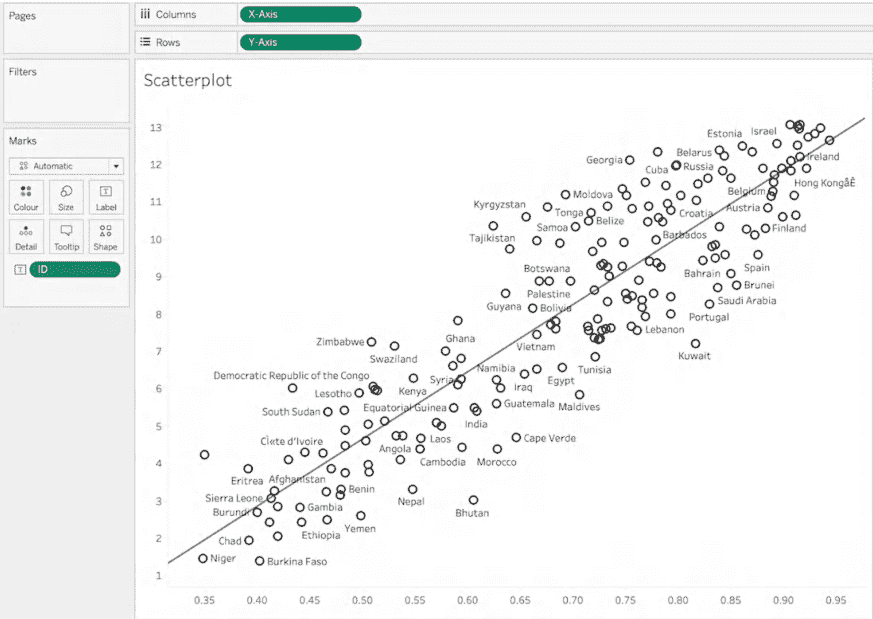 Pages
Columns
X-Axis
Rows
Y-Axis
Filters
Marks
Automatic
Colour
Size
Label
Detail
Tooltip
Shape
ID
Scatterplot
13
12
11
10
9
8
7
6
5
4
3
2
1
Estonia
Israel
Georgia
Belarus
Ireland
Cuba
Russia
Moldova
Belgium
Hong KongåÊ
Kyrgyzstan
Tonga
Belize
Croatia
Austria
Samoa
Finland
Tajikistan
Barbados
Botswana
Bahrain
Spain
Palestine
Brunei
Guyana
Bolivia
Saudi Arabia
Portugal
Lebanon
Zimbabwe
Ghana
Vietnam
Kuwait
Swaziland
Tunisia
Democratic Republic of the Congo
Syria
Namibia
Egypt
Lesotho
Kenya
Iraq
South Sudan
Equatorial Guinea
Guatemala
Maldives
India
Cìete d'Ivoire
Laos
Cape Verde
Angola
Cambodia
Morocco
Eritrea
Afghanistan
Sierra Leone
Benin
Nepal
Burundi
Gambia
Bhutan
Ethiopia
Yemen
Chad
Niger
Burkina Faso
0.35
0.40
0.45
0.50
0.55
0.60
0.65
0.70
0.75
0.80
0.85
0.90
0.95